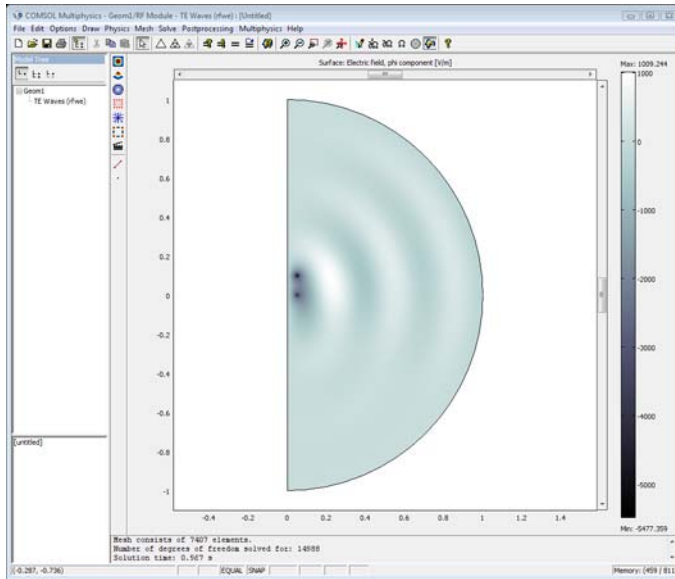 COMSOL Multiphysics - Geom1/RF Module - TE Waves (rfwe) : [Untitled]
File Edit Options Draw Physics Mesh Solve Postprocessing Multiphysics Help
Model Tree
Geom1
TE Waves (rfwe)
[untitled]
Surface: Electric field, phi component [V/m]
Max: 1009.244
1
0.8
0.6
0.4
0.2
0
-0.2
-0.4
-0.6
-0.8
-1
-0.4 -0.2 0 0.2 0.4 0.6 0.8 1 1.2 1.4
1000
0
-1000
-2000
-3000
-4000
-5000
Min: -5477.359
Mesh consists of 7407 elements.
Number of degrees of freedom solved for: 14988
Solution time: 0.567 s
(-0.287, -0.736) EQUAL SNAP Memory: (459 / 811